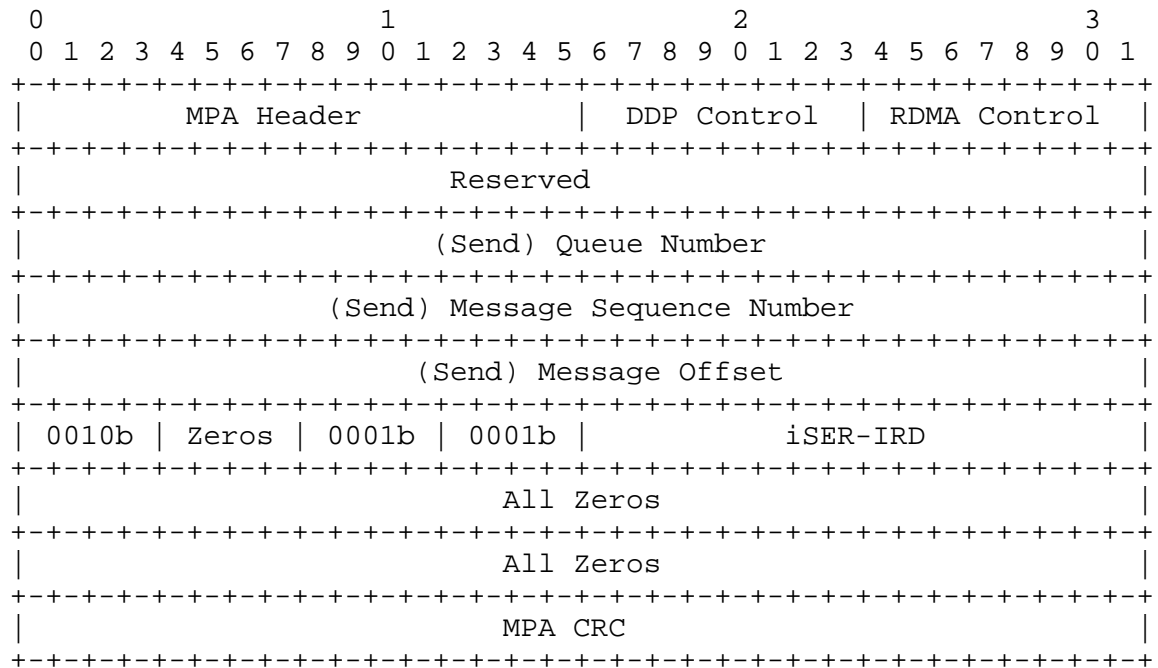 0                   1                   2                   3
 0 1 2 3 4 5 6 7 8 9 0 1 2 3 4 5 6 7 8 9 0 1 2 3 4 5 6 7 8 9 0 1
+-+-+-+-+-+-+-+-+-+-+-+-+-+-+-+-+-+-+-+-+-+-+-+-+-+-+-+-+-+-+-+-+
|         MPA Header            |  DDP Control  | RDMA Control  |
+-+-+-+-+-+-+-+-+-+-+-+-+-+-+-+-+-+-+-+-+-+-+-+-+-+-+-+-+-+-+-+-+
|                        Reserved                               |
+-+-+-+-+-+-+-+-+-+-+-+-+-+-+-+-+-+-+-+-+-+-+-+-+-+-+-+-+-+-+-+-+
|                       (Send) Queue Number                     |
+-+-+-+-+-+-+-+-+-+-+-+-+-+-+-+-+-+-+-+-+-+-+-+-+-+-+-+-+-+-+-+-+
|                 (Send) Message Sequence Number                |
+-+-+-+-+-+-+-+-+-+-+-+-+-+-+-+-+-+-+-+-+-+-+-+-+-+-+-+-+-+-+-+-+
|                      (Send) Message Offset                    |
+-+-+-+-+-+-+-+-+-+-+-+-+-+-+-+-+-+-+-+-+-+-+-+-+-+-+-+-+-+-+-+-+
| 0010b | Zeros | 0001b | 0001b |           iSER-IRD            |
+-+-+-+-+-+-+-+-+-+-+-+-+-+-+-+-+-+-+-+-+-+-+-+-+-+-+-+-+-+-+-+-+
|                           All Zeros                           |
+-+-+-+-+-+-+-+-+-+-+-+-+-+-+-+-+-+-+-+-+-+-+-+-+-+-+-+-+-+-+-+-+
|                           All Zeros                           |
+-+-+-+-+-+-+-+-+-+-+-+-+-+-+-+-+-+-+-+-+-+-+-+-+-+-+-+-+-+-+-+-+
|                           MPA CRC                             |
+-+-+-+-+-+-+-+-+-+-+-+-+-+-+-+-+-+-+-+-+-+-+-+-+-+-+-+-+-+-+-+-+